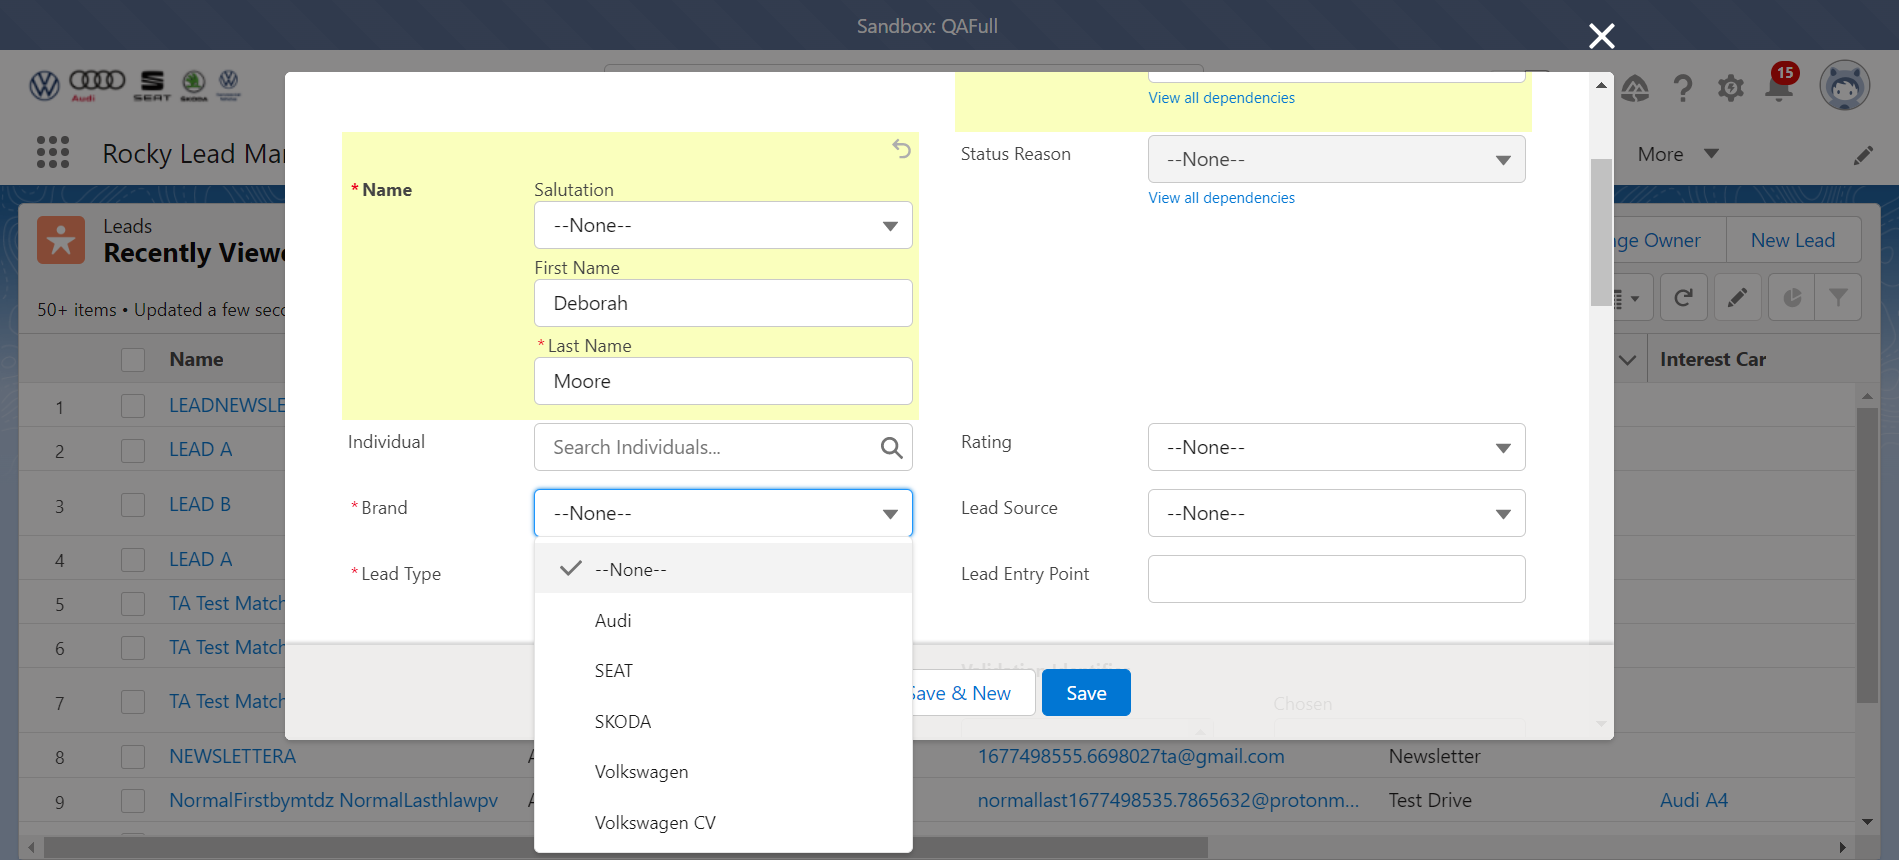 Sandbox: QAFull
Audi
SEAT
SKODA
15
Rocky Lead Mar
More
Leads
Recently Viewe
50+ items • Updated a few seco
ge Owner
New Lead
Name
Interest Car
1
LEADNEWSLE
2
LEAD A
3
LEAD B
4
LEAD A
5
TA Test Match
6
TA Test Match
7
TA Test Match
8
NEWSLETTERA
1677498555.6698027ta@gmail.com
Newsletter
9
NormalFirstbymtdz NormalLasthlawpv
normallast1677498535.7865632@protonm...
Test Drive
Audi A4
View all dependencies
*Name
Salutation
--None--
First Name
Deborah
*Last Name
Moore
Status Reason
--None--
View all dependencies
Individual
Search Individuals...
Rating
--None--
*Brand
--None--
Lead Source
--None--
*Lead Type
Lead Entry Point
--None--
Audi
SEAT
SKODA
Volkswagen
Volkswagen CV
Save & New
Save
Chosen